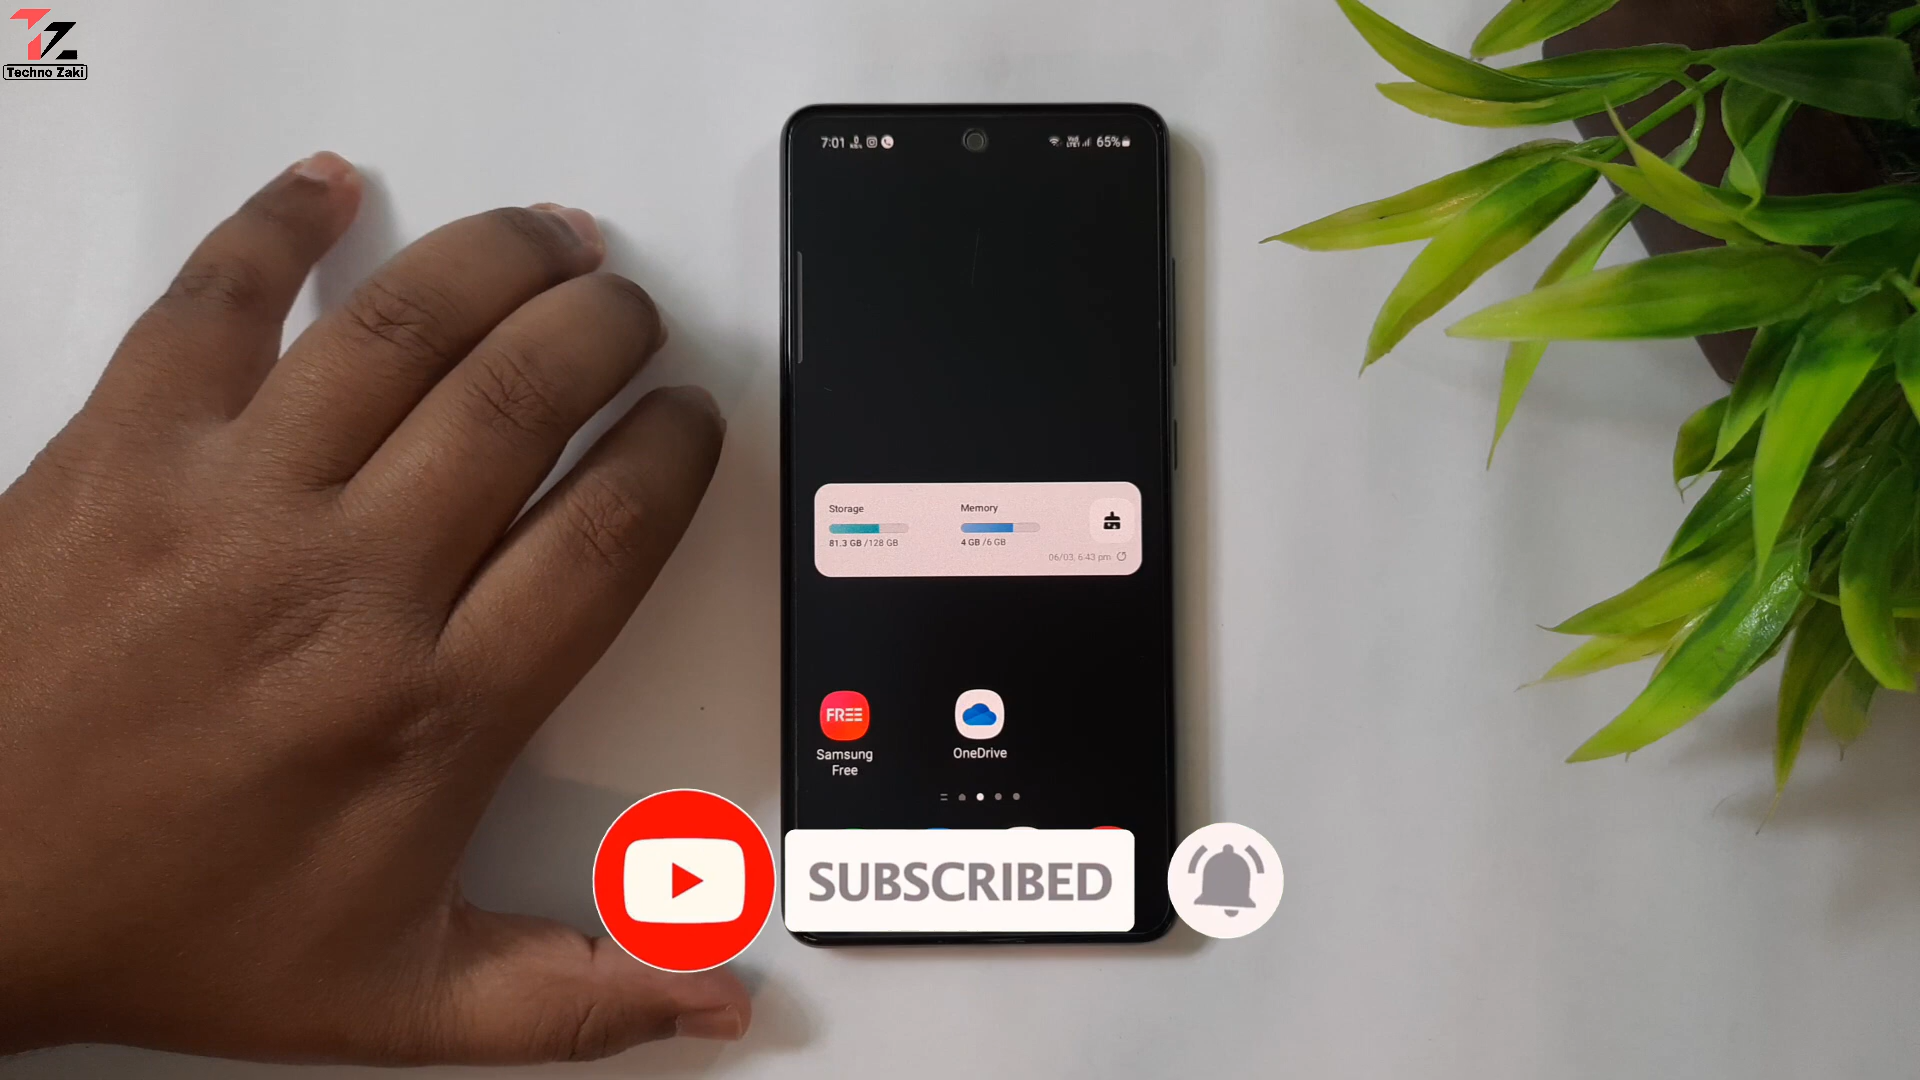 TZ
Techno Zaki
7:01
65%
Storage
Memory
81.3 GB /128 GB
4 GB /6 GB
06/03, 6:43 pm
FREE
Samsung
Free
OneDrive
SUBSCRIBED